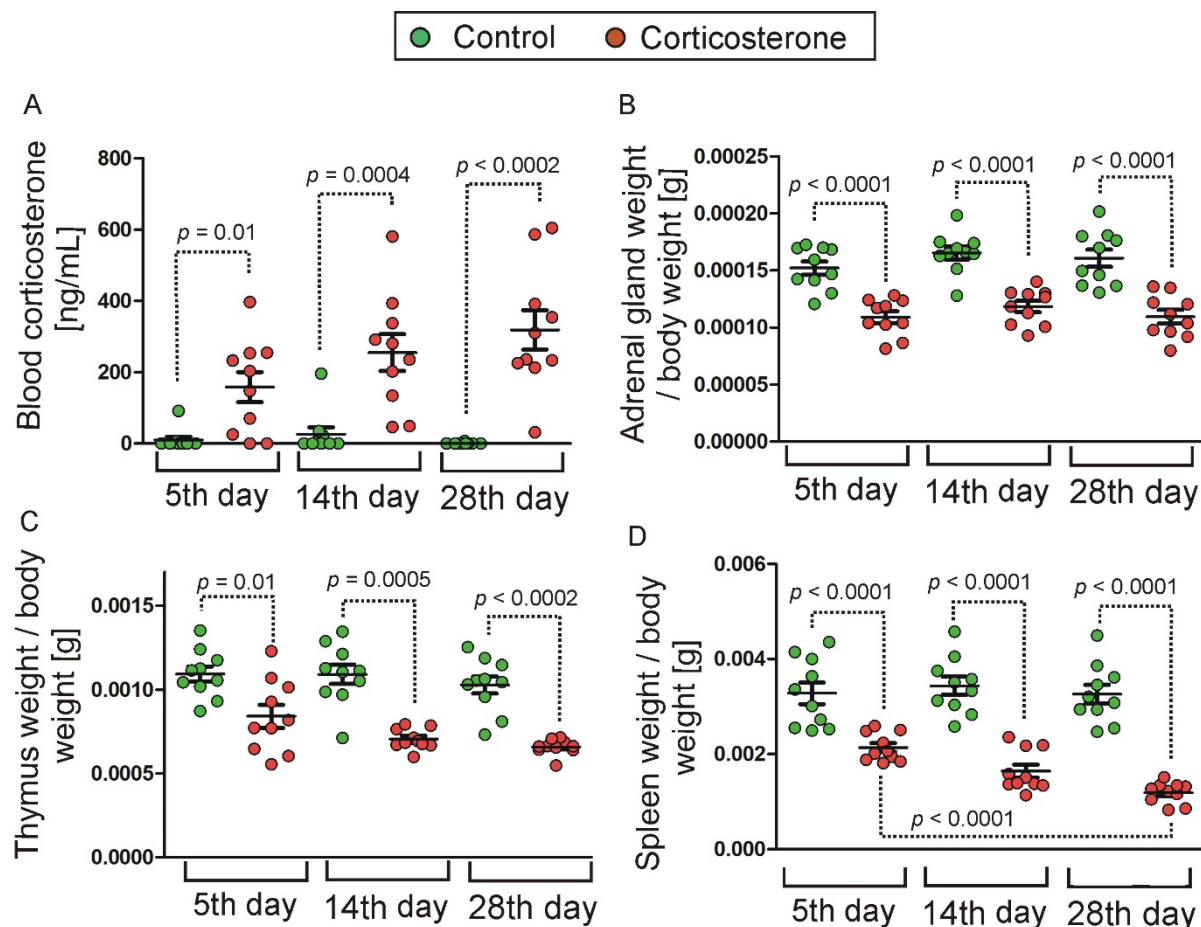 Control Corticosterone
A
Blood corticosterone
[ng/mL]
800
600
400
200
0
p = 0.01
p = 0.0004
p < 0.0002
5th day 14th day 28th day
B
Adrenal gland weight
/ body weight [g]
0.00025
0.00020
0.00015
0.00010
0.00005
0.00000
p < 0.0001
p < 0.0001
p < 0.0001
5th day 14th day 28th day
C
Thymus weight / body
weight [g]
0.0015
0.0010
0.0005
0.0000
p = 0.01
p = 0.0005
p < 0.0002
5th day 14th day 28th day
D
Spleen weight / body
weight [g]
0.006
0.004
0.002
0.000
p < 0.0001
p < 0.0001
p < 0.0001
p < 0.0001
5th day 14th day 28th day